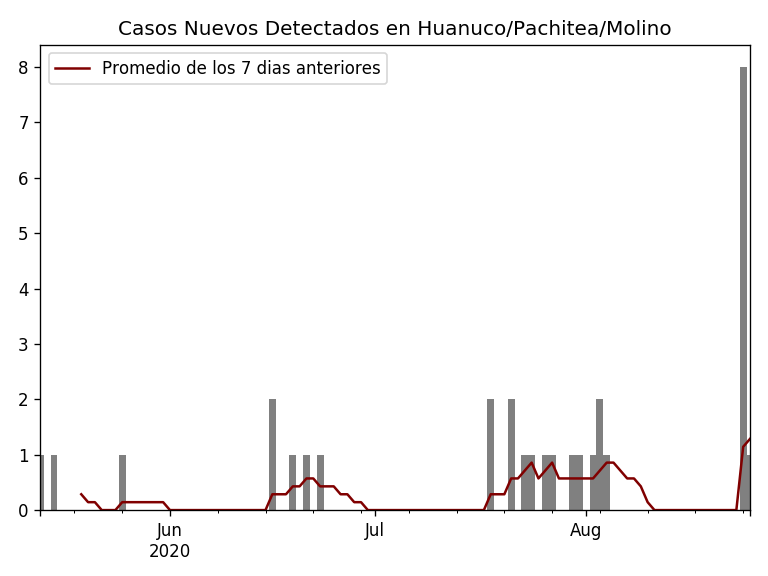 Casos Nuevos Detectados en Huanuco/Pachitea/Molino
Promedio de los 7 dias anteriores
8
7
6
5
4
3
2
1
0
Jun
2020
Jul
Aug